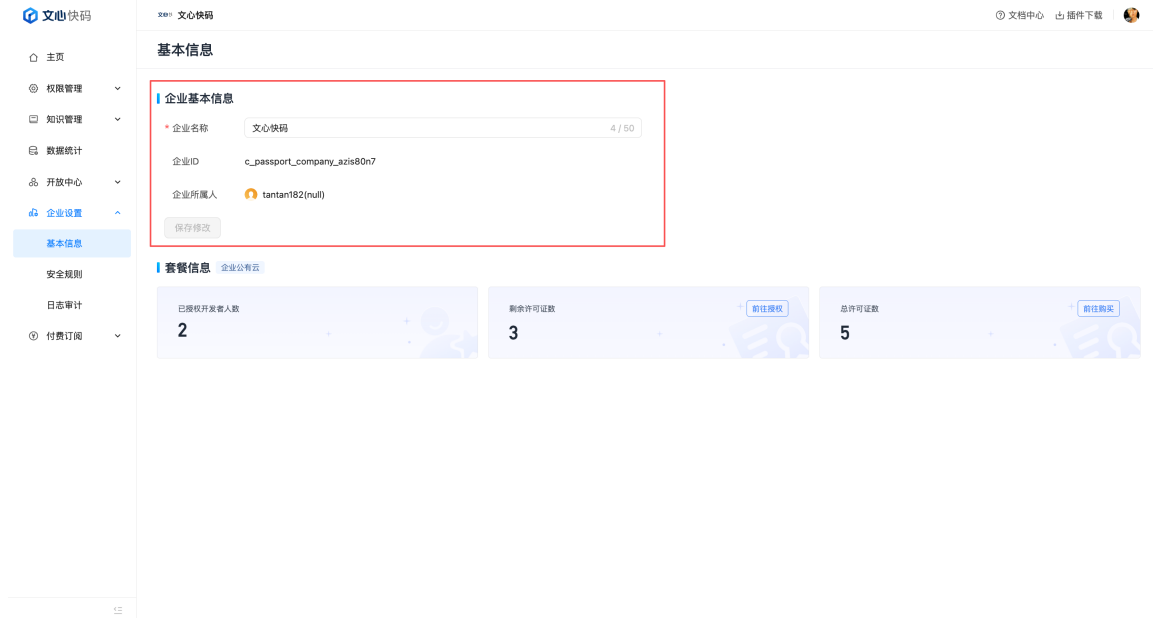 文心快码
文心快码 文档中心 插件下载
基本信息
主页
权限管理
知识管理
数据统计
开放中心
企业设置
基本信息
安全规则
日志审计
付费订阅
企业基本信息
* 企业名称 文心快码 4 / 50
企业ID c_passport_company_azis80n7
企业所属人 tantan182(null)
保存修改
套餐信息 企业公有云
已授权开发者人数
2
剩余许可证数 前往授权
3
总许可证数 前往购买
5